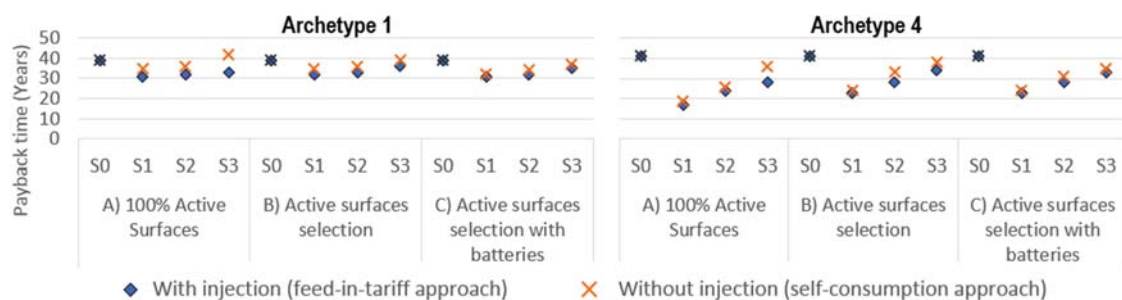 Archetype 1
Archetype 4
Payback time (Years)
50
40
30
20
10
0
S0 S1 S2 S3 S0 S1 S2 S3 S0 S1 S2 S3
S0 S1 S2 S3 S0 S1 S2 S3 S0 S1 S2 S3
A) 100% Active
Surfaces
B) Active surfaces
selection
C) Active surfaces
selection with
batteries
A) 100% Active
Surfaces
B) Active surfaces
selection
C) Active surfaces
selection with
batteries
With injection (feed-in-tariff approach)
Without injection (self-consumption approach)